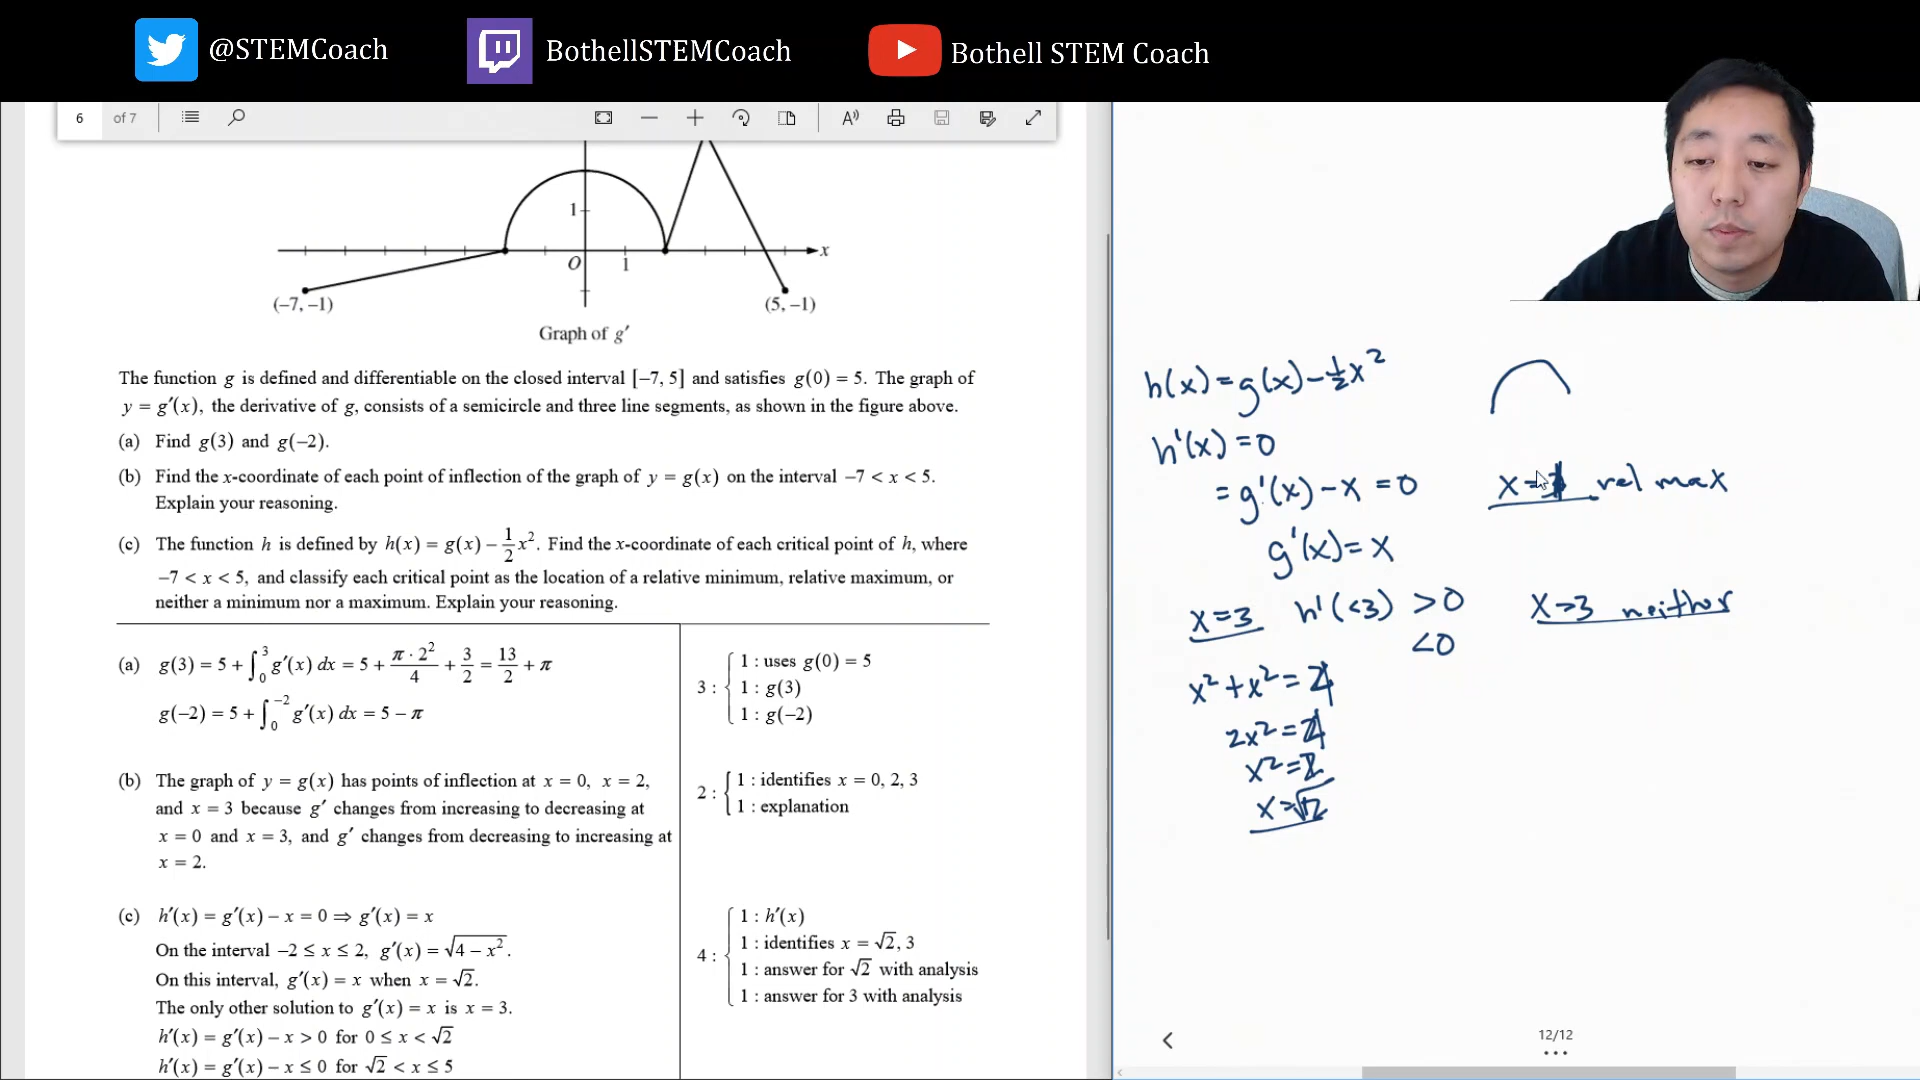 @STEMCoach BothellSTEMCoach Bothell STEM Coach
6 of 7
1
x
O 1
(−7, −1) (5, −1)
Graph of g′
The function g is defined and differentiable on the closed interval [−7, 5] and satisfies g(0) = 5. The graph of
y = g′(x), the derivative of g, consists of a semicircle and three line segments, as shown in the figure above.
(a) Find g(3) and g(−2).
(b) Find the x-coordinate of each point of inflection of the graph of y = g(x) on the interval −7 < x < 5.
Explain your reasoning.
(c) The function h is defined by h(x) = g(x) − 1/2 x². Find the x-coordinate of each critical point of h, where
−7 < x < 5, and classify each critical point as the location of a relative minimum, relative maximum, or
neither a minimum nor a maximum. Explain your reasoning.
(a) g(3) = 5 + ∫₀³ g′(x) dx = 5 + π · 2²/4 + 3/2 = 13/2 + π
g(−2) = 5 + ∫₀⁻² g′(x) dx = 5 − π
3 : { 1 : uses g(0) = 5
1 : g(3)
1 : g(−2)
(b) The graph of y = g(x) has points of inflection at x = 0, x = 2,
and x = 3 because g′ changes from increasing to decreasing at
x = 0 and x = 3, and g′ changes from decreasing to increasing at
x = 2.
2 : { 1 : identifies x = 0, 2, 3
1 : explanation
(c) h′(x) = g′(x) − x = 0 ⇒ g′(x) = x
On the interval −2 ≤ x ≤ 2, g′(x) = √(4 − x²).
On this interval, g′(x) = x when x = √2.
The only other solution to g′(x) = x is x = 3.
h′(x) = g′(x) − x > 0 for 0 ≤ x < √2
h′(x) = g′(x) − x ≤ 0 for √2 < x ≤ 5
4 : { 1 : h′(x)
1 : identifies x = √2, 3
1 : answer for √2 with analysis
1 : answer for 3 with analysis
h(x) = g(x) − 1/2 x²
h'(x) = 0
= g'(x) − x = 0
g'(x) = x
x = 3 h'(<3) > 0
< 0
x² + x² = 4
2x² = 4
x² = 2
x = √2
rel max
x = 3 neither
12/12